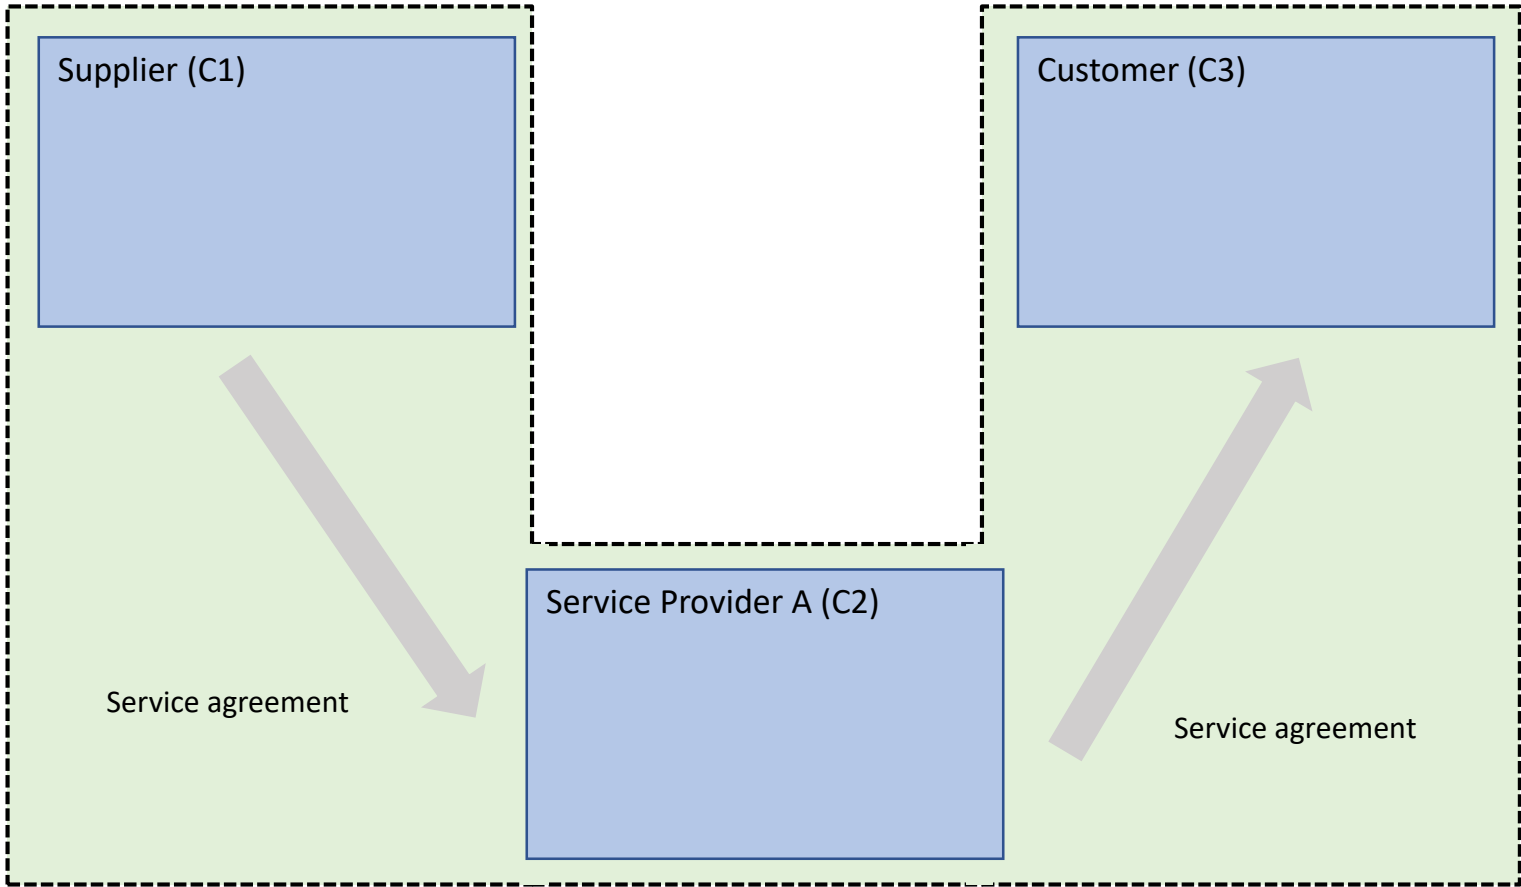 Supplier (C1)
Customer (C3)
Service Provider A (C2)
Service agreement
Service agreement